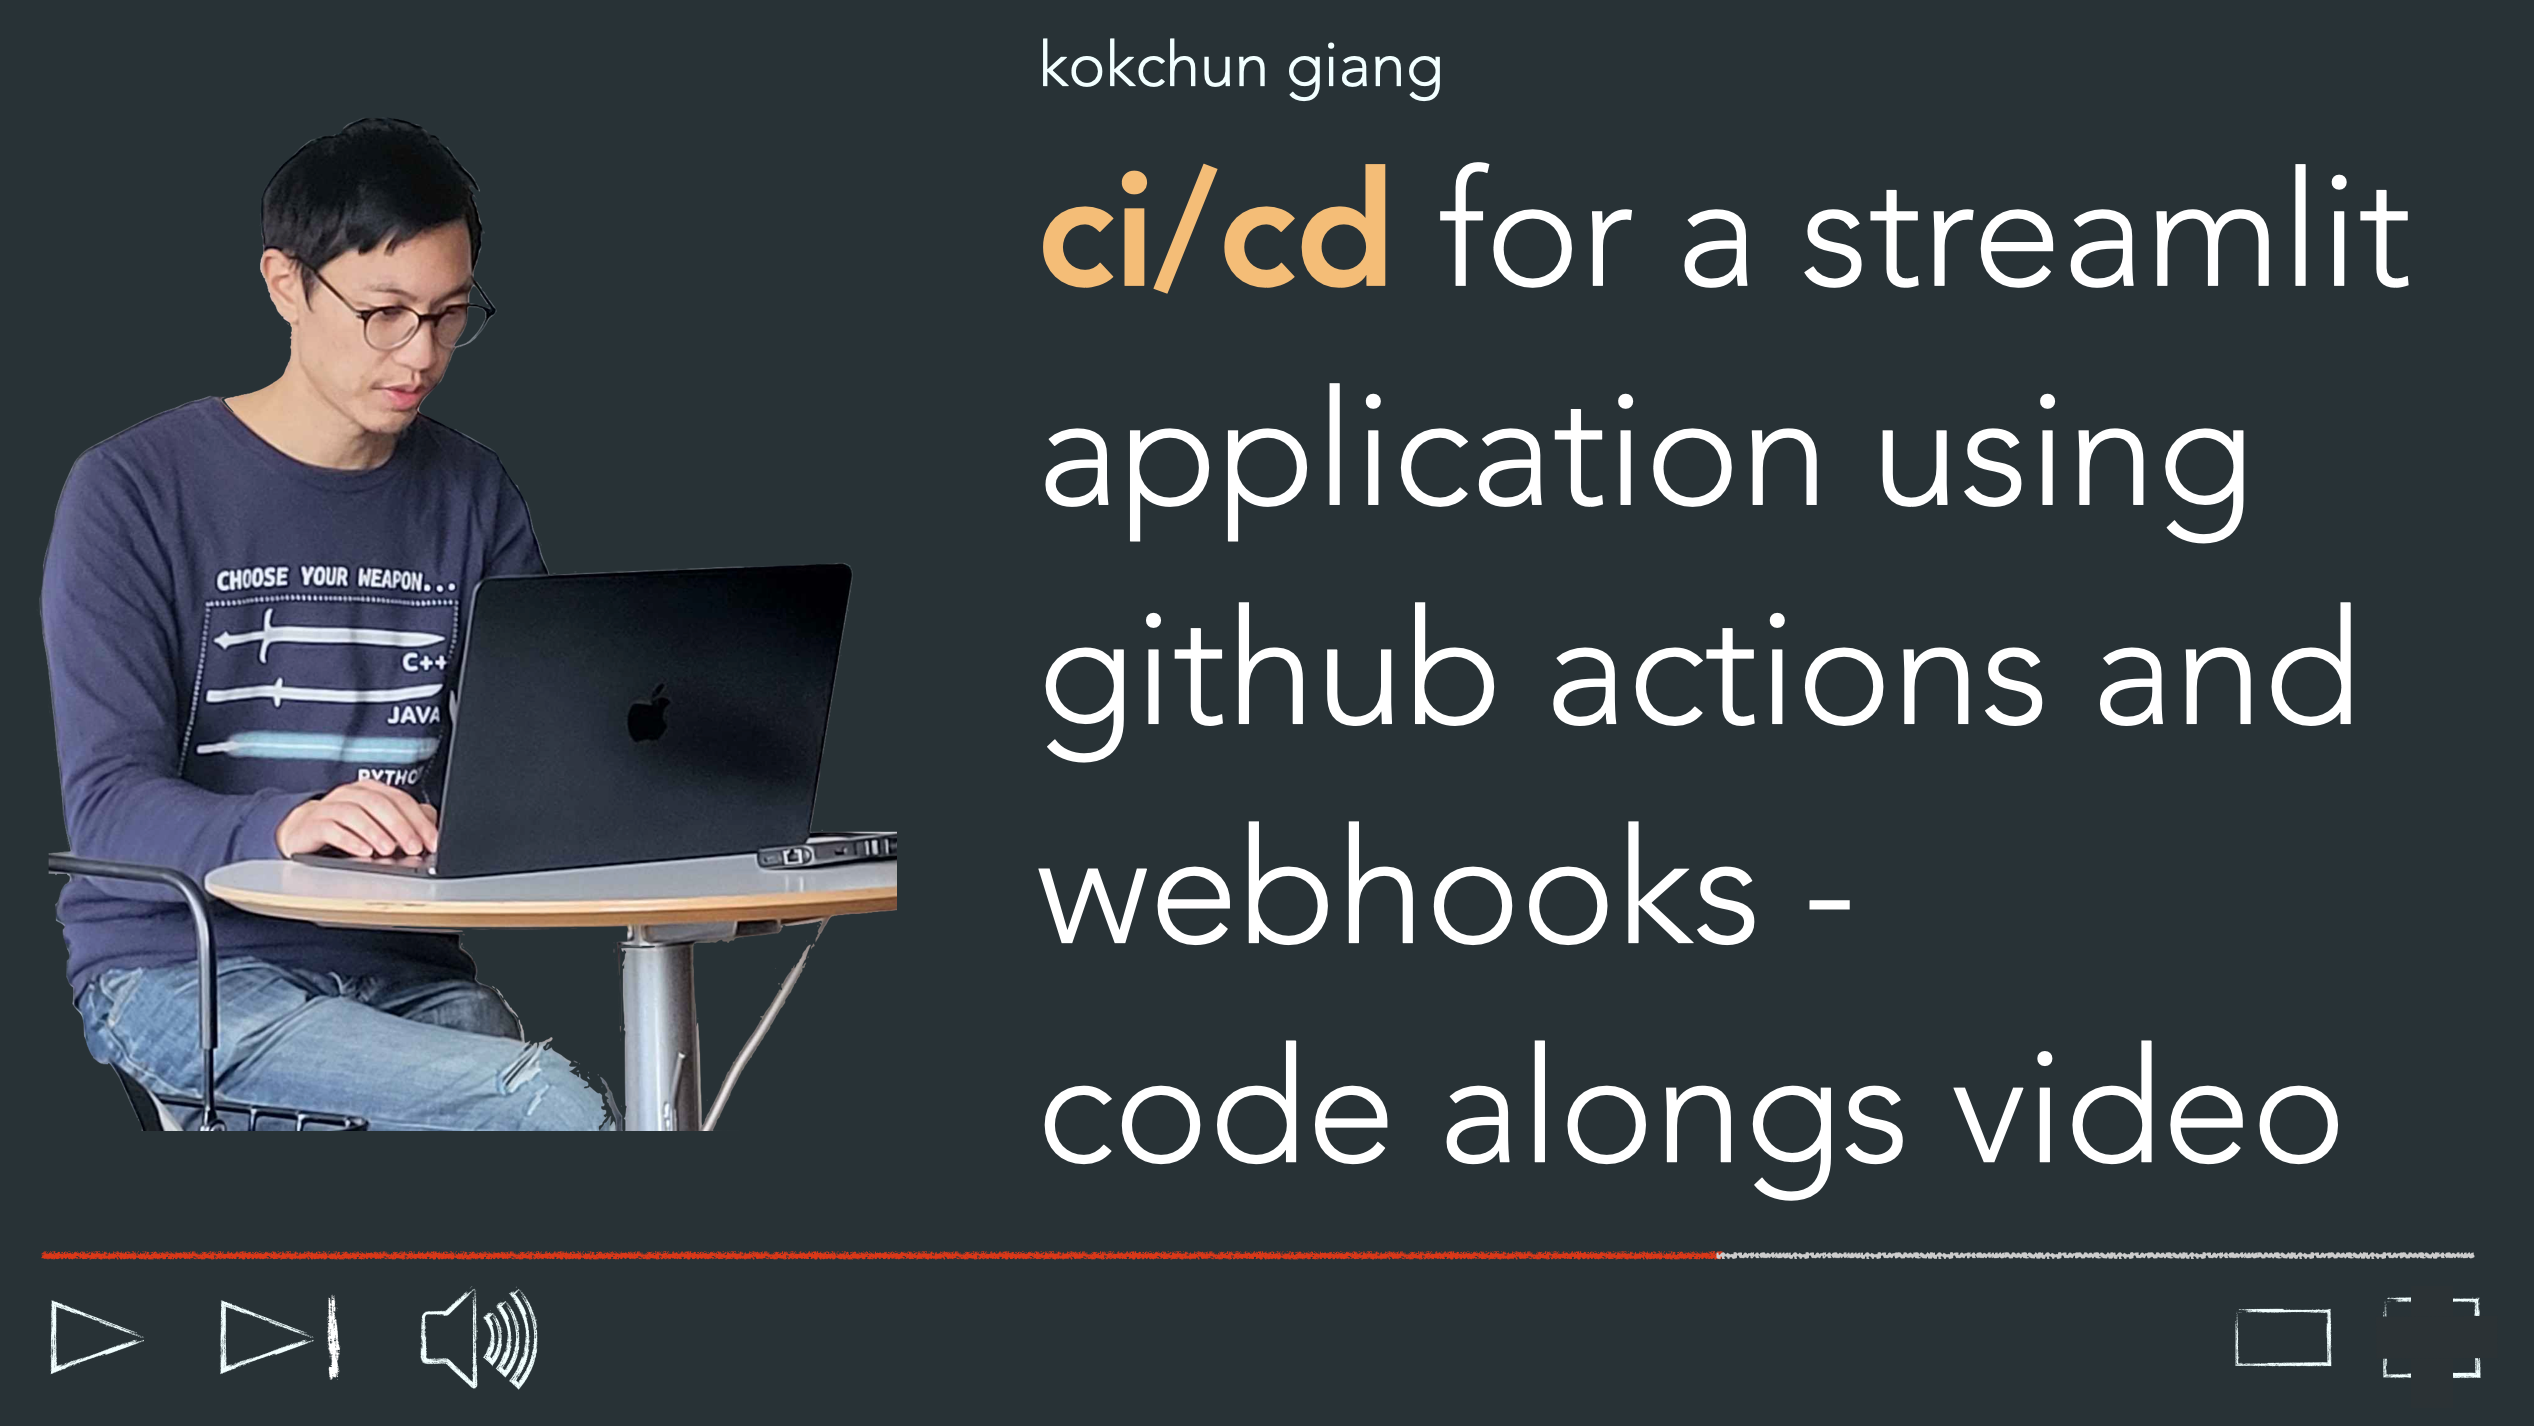 kokchun giang
ci/cd for a streamlit
application using
github actions and
webhooks -
code alongs video
CHOOSE YOUR WEAPON...
C++
JAVA
PYTHO